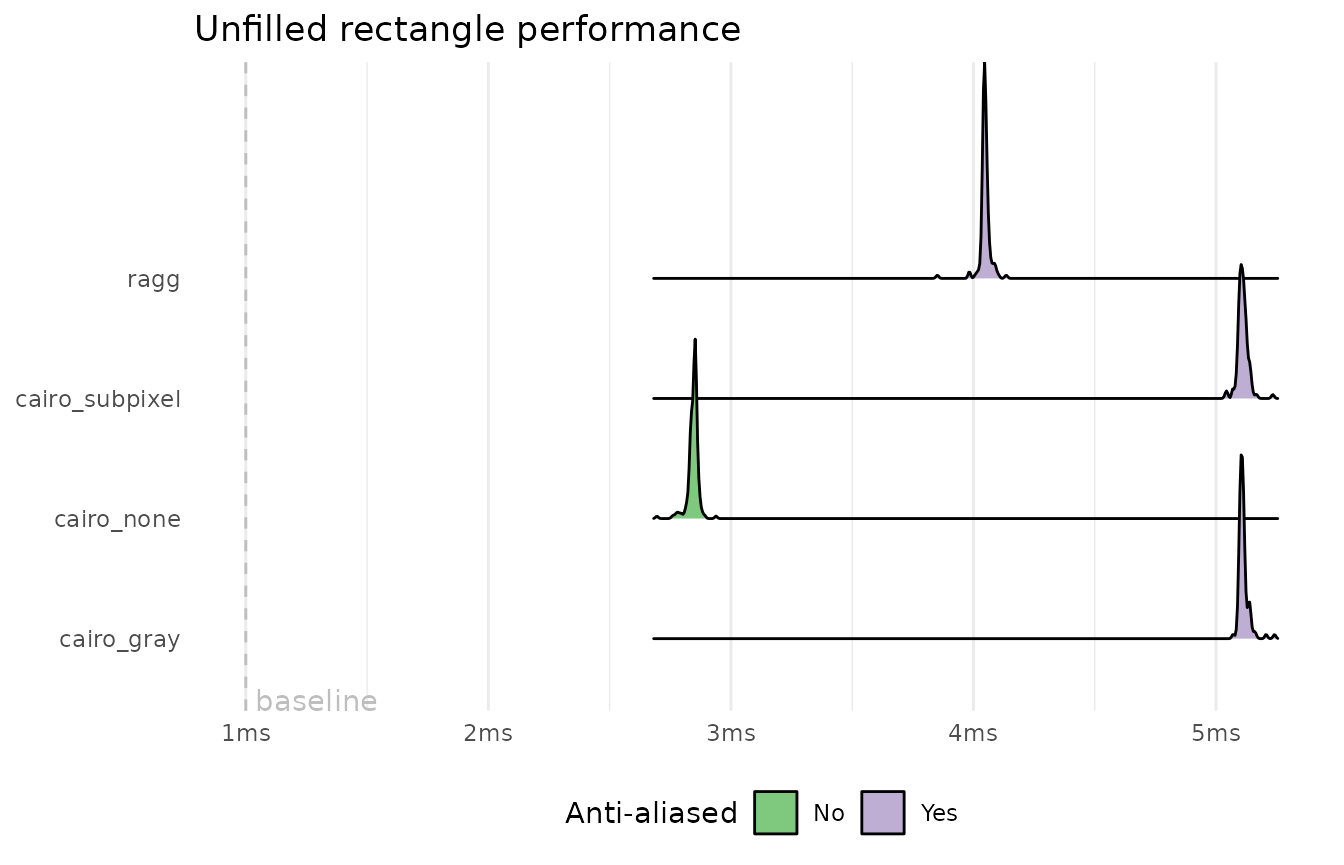 Unfilled rectangle performance
ragg
cairo_subpixel
cairo_none
cairo_gray
baseline
1ms 2ms 3ms 4ms 5ms
Anti-aliased No Yes